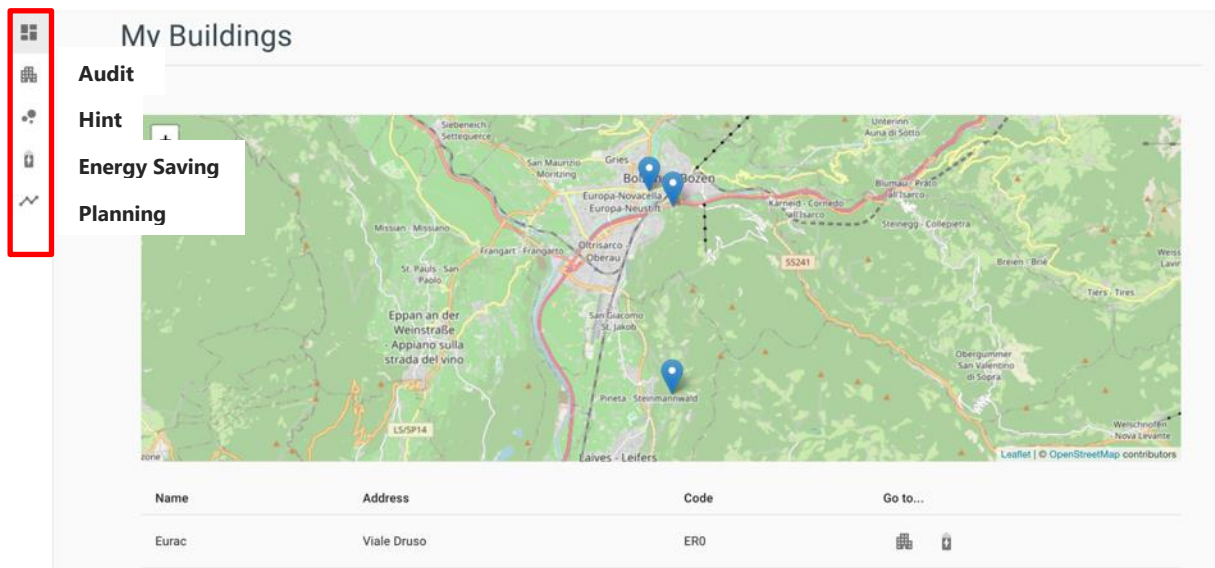 My Buildings
Audit
Hint
Energy Saving
Planning
+
Siebeneich
Settequerce
Unterinn
Auna di Sotto
San Maurizio
Moritzing
Gries
Bozen
Europa-Novacella
Europa-Neustift
Blumau - Prato
all'Isarco
Karneid - Cornedo
all'Isarco
Steinegg - Collepietra
Missian - Missiano
Frangart - Frangarto
Oltrisarco -
Oberau
SS241
Breien - Brié
Tiers - Tires
St. Pauls - San
Paolo
Eppan an der
Weinstraße
- Appiano sulla
strada del vino
San Giacomo
St. Jakob
Obergummer
San Valentino
di Sopra
Pineta - Steinmannwald
LS/SP14
Welschnofen
- Nova Levante
Laives - Leifers
Leaflet | © OpenStreetMap contributors
Name Address Code Go to...
Eurac Viale Druso ER0